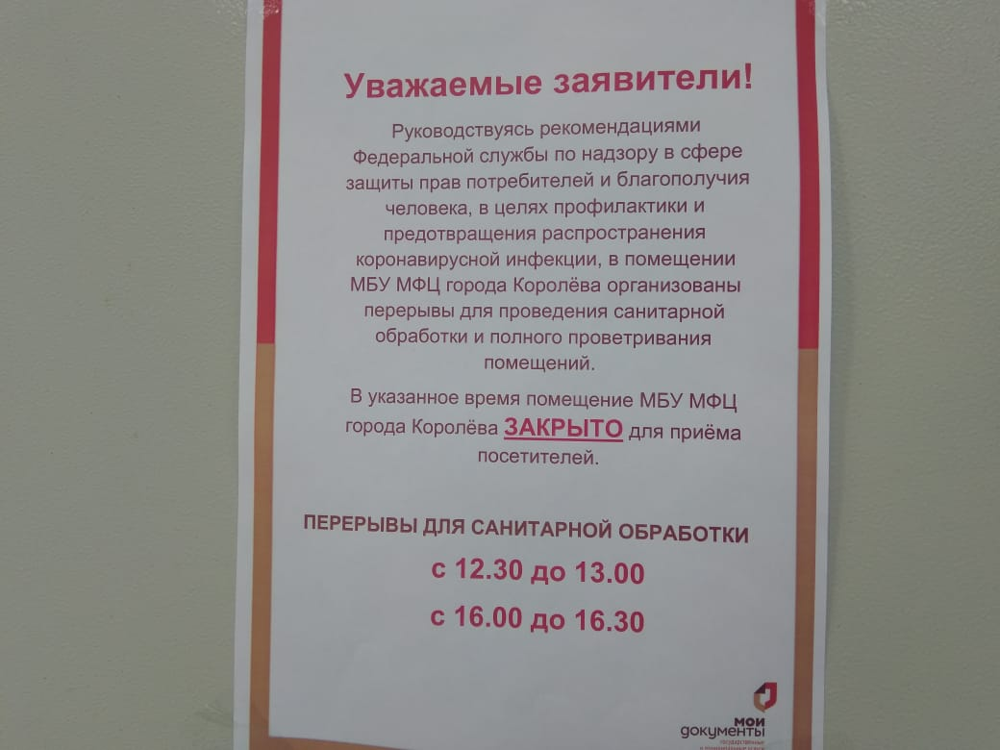 Уважаемые заявители!
Руководствуясь рекомендациями
Федеральной службы по надзору в сфере
защиты прав потребителей и благополучия
человека, в целях профилактики и
предотвращения распространения
коронавирусной инфекции, в помещении
МБУ МФЦ города Королёва организованы
перерывы для проведения санитарной
обработки и полного проветривания
помещений.
В указанное время помещение МБУ МФЦ
города Королёва ЗАКРЫТО для приёма
посетителей.
ПЕРЕРЫВЫ ДЛЯ САНИТАРНОЙ ОБРАБОТКИ
с 12.30 до 13.00
с 16.00 до 16.30
мои
документы
государственные
и муниципальные услуги